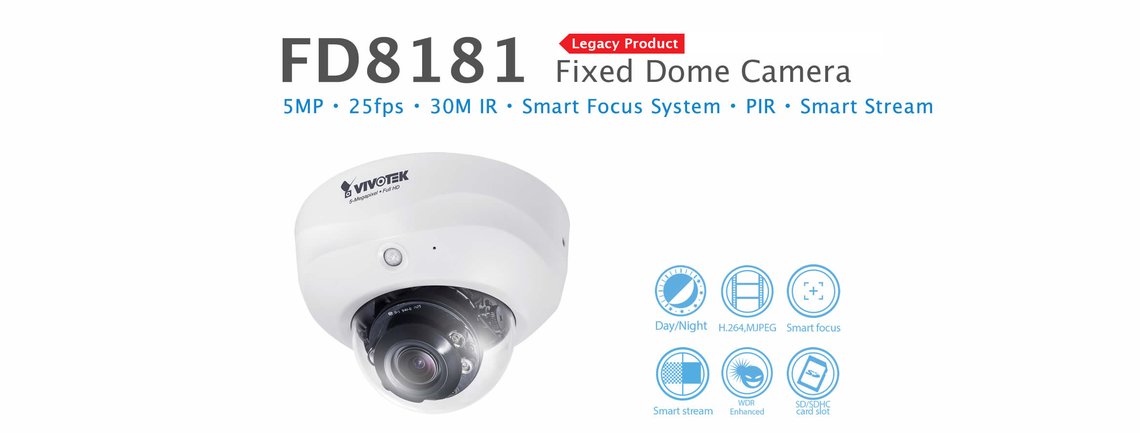 FD8181
Legacy Product
Fixed Dome Camera
5MP • 25fps • 30M IR • Smart Focus System • PIR • Smart Stream
VIVOTEK
5-Megapixel • Full HD
Day/Night
H.264,MJPEG
Smart focus
Smart stream
WDR
Enhanced
SD/SDHC
card slot